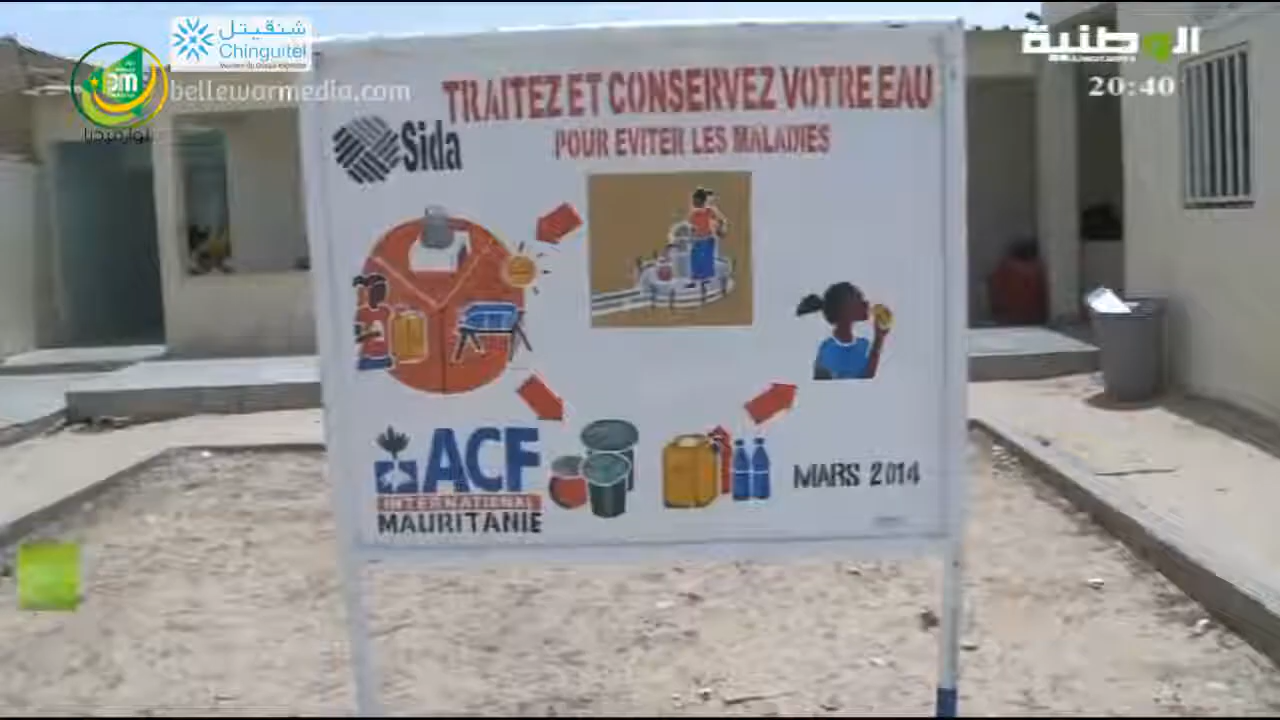 شنقيتل
Chinguitel
bellewarmedia.com
بلوارميديا
الوطنية
20:40
TRAITEZ ET CONSERVEZ VOTRE EAU
POUR EVITER LES MALADIES
Sida
ACF
INTERNATIONAL
MAURITANIE
MARS 2014